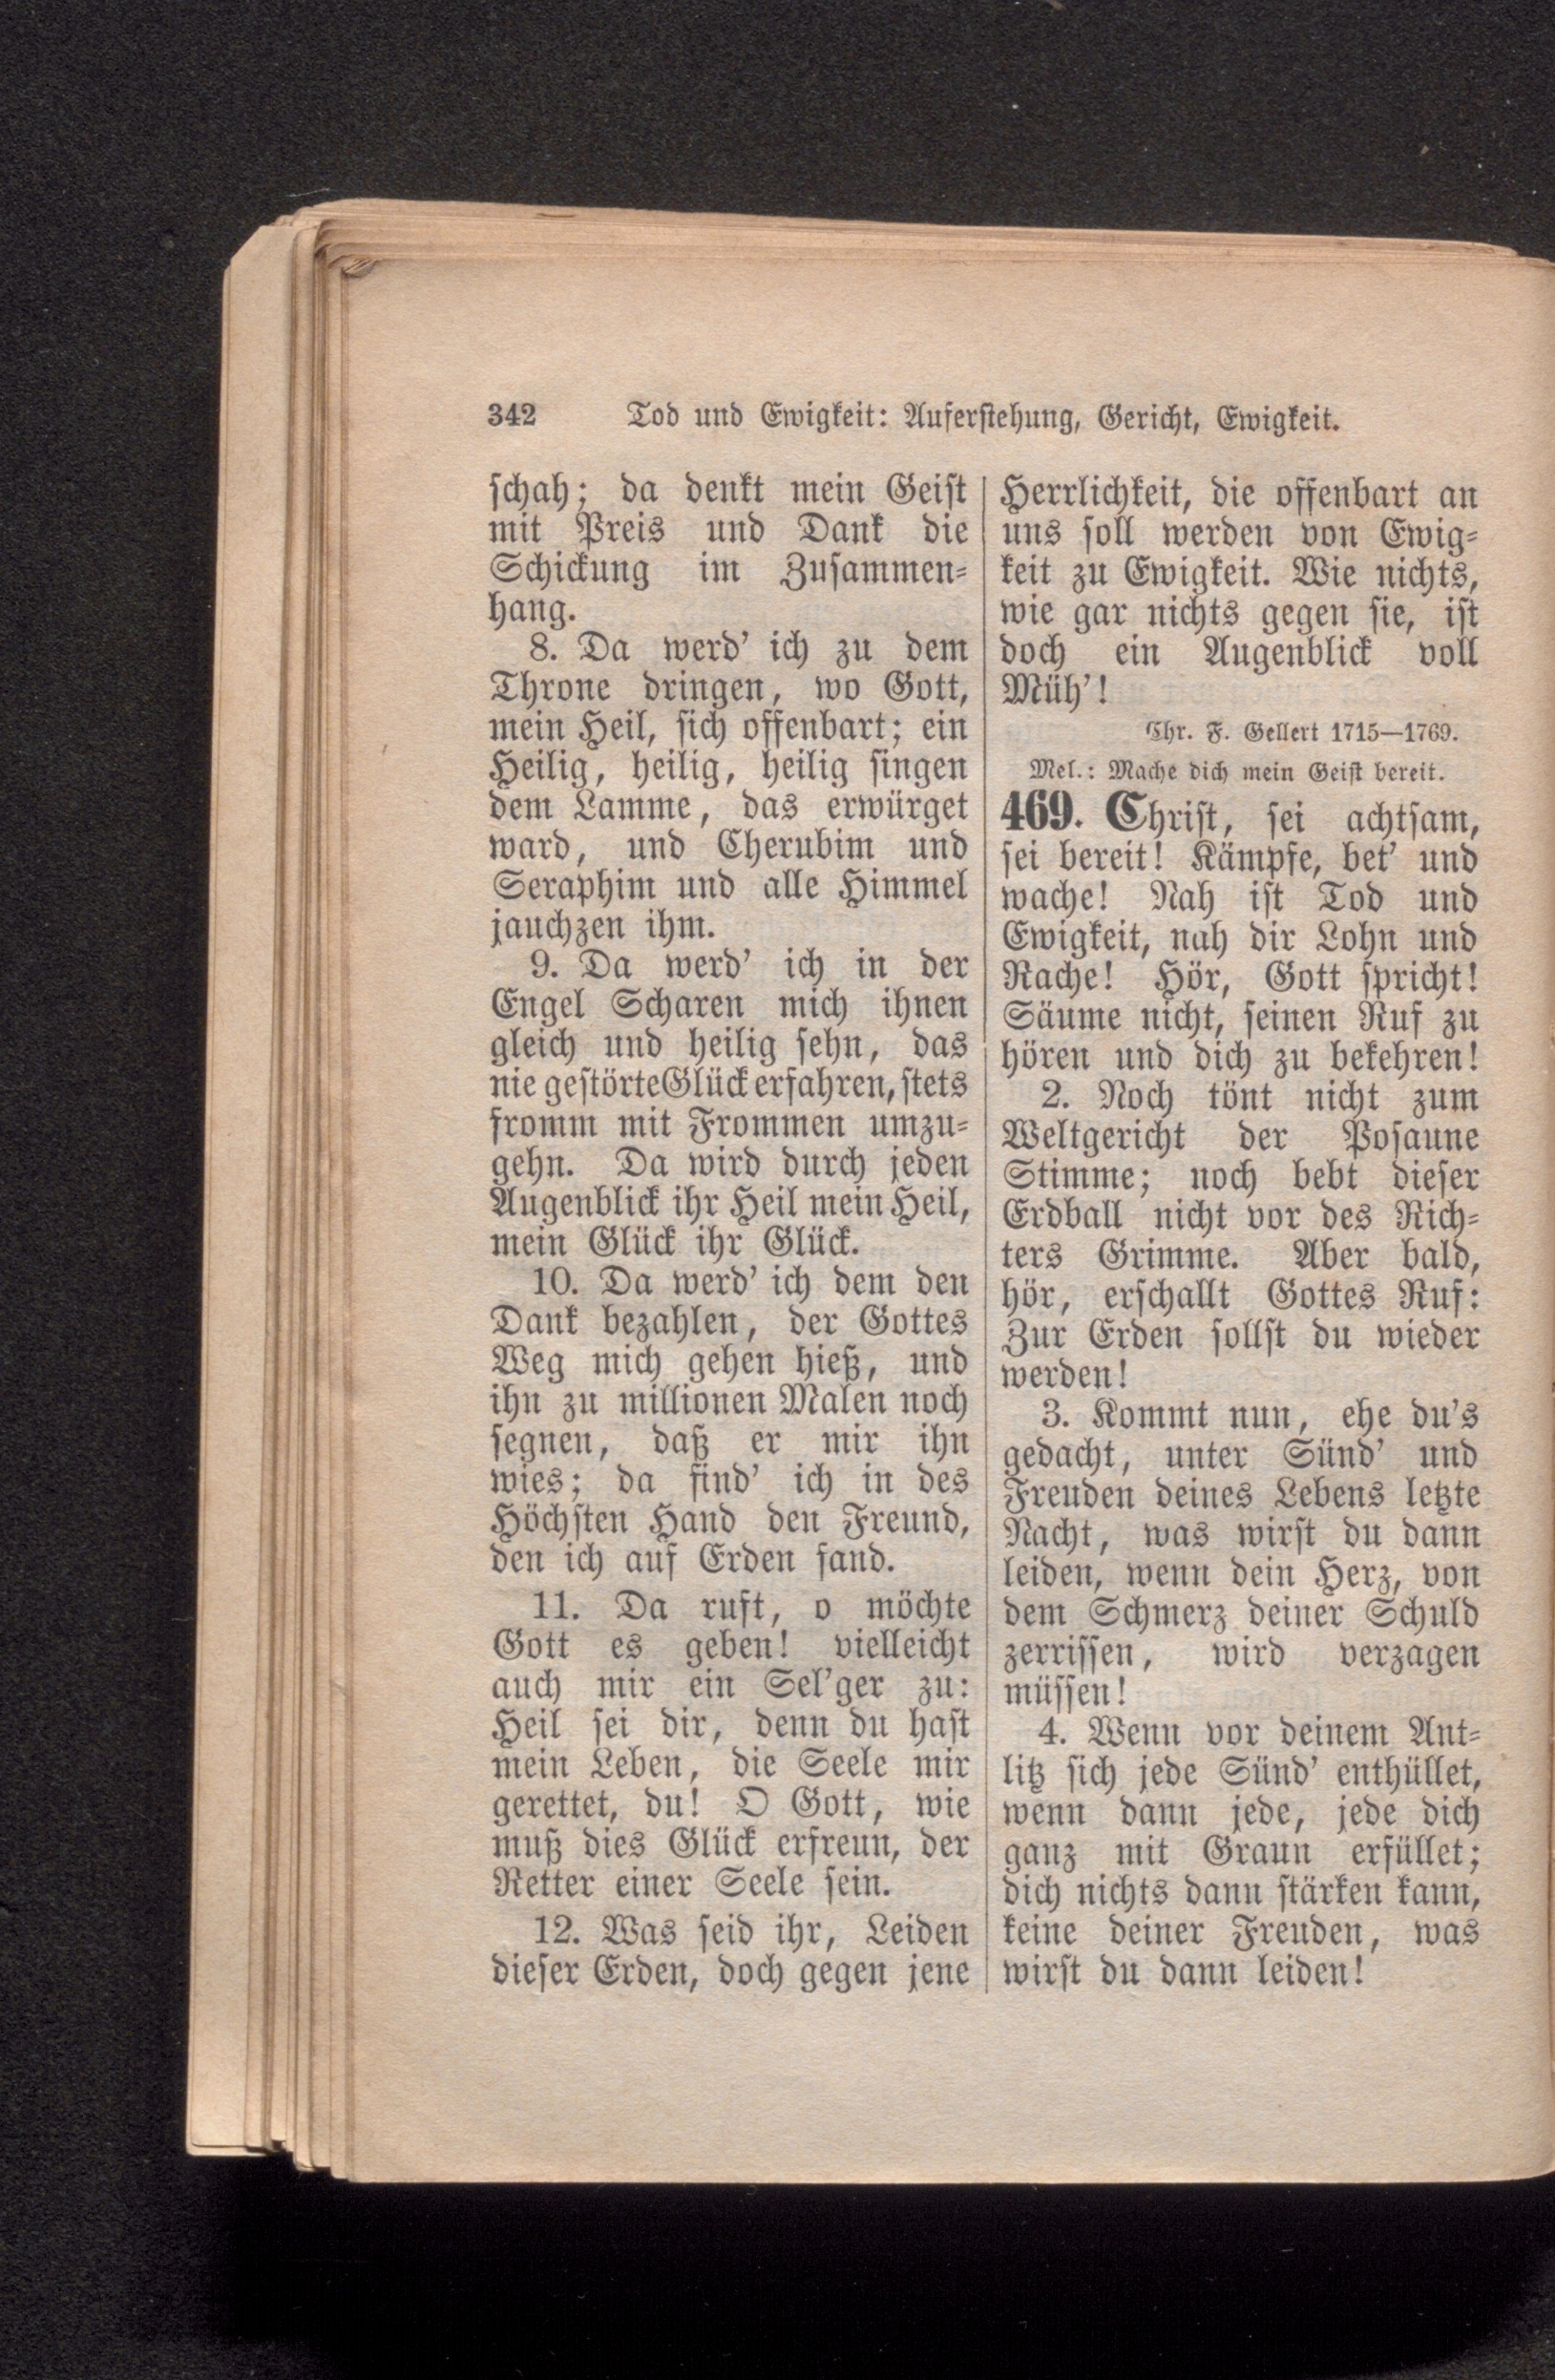 342 Tod und Ewigkeit: Auferstehung, Gericht, Ewigkeit.
schah; da denkt mein Geist
mit Preis und Dank die
Schickung im Zusammen-
hang.
8. Da werd' ich zu dem
Throne dringen, wo Gott,
mein Heil, sich offenbart; ein
Heilig, heilig, heilig singen
dem Lamme, das erwürget
ward, und Cherubim und
Seraphim und alle Himmel
jauchzen ihm.
9. Da werd' ich in der
Engel Scharen mich ihnen
gleich und heilig sehn, das
nie gestörte Glück erfahren, stets
fromm mit Frommen umzu-
gehn. Da wird durch jeden
Augenblick ihr Heil mein Heil,
mein Glück ihr Glück.
10. Da werd' ich dem den
Dank bezahlen, der Gottes
Weg mich gehen hieß, und
ihn zu millionen Malen noch
segnen, daß er mir ihn
wies; da find' ich in des
Höchsten Hand den Freund,
den ich auf Erden fand.
11. Da ruft, o möchte
Gott es geben! vielleicht
auch mir ein Sel'ger zu:
Heil sei dir, denn du hast
mein Leben, die Seele mir
gerettet, du! O Gott, wie
muß dies Glück erfreun, der
Retter einer Seele sein.
12. Was seid ihr, Leiden
dieser Erden, doch gegen jene
Herrlichkeit, die offenbart an
uns soll werden von Ewig-
keit zu Ewigkeit. Wie nichts,
wie gar nichts gegen sie, ist
doch ein Augenblick voll
Müh'!
Chr. F. Gellert 1715—1769.
Mel.: Mache dich mein Geist bereit.
469. Christ, sei achtsam,
sei bereit! Kämpfe, bet' und
wache! Nah ist Tod und
Ewigkeit, nah dir Lohn und
Rache! Hör, Gott spricht!
Säume nicht, seinen Ruf zu
hören und dich zu bekehren!
2. Noch tönt nicht zum
Weltgericht der Posaune
Stimme; noch bebt dieser
Erdball nicht vor des Rich-
ters Grimme. Aber bald,
hör, erschallt Gottes Ruf:
Zur Erden sollst du wieder
werden!
3. Kommt nun, ehe du's
gedacht, unter Sünd' und
Freuden deines Lebens letzte
Nacht, was wirst du dann
leiden, wenn dein Herz, von
dem Schmerz deiner Schuld
zerrissen, wird verzagen
müssen!
4. Wenn vor deinem Ant-
litz sich jede Sünd' enthüllet,
wenn dann jede, jede dich
ganz mit Graun erfüllet;
dich nichts dann stärken kann,
keine deiner Freuden, was
wirst du dann leiden!